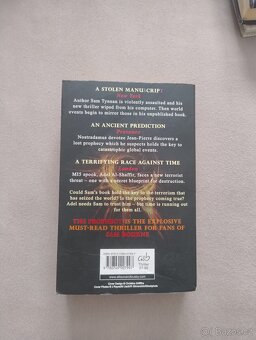 A STOLEN MANUSCRIPT
New York
Author Sam Tynnan is violently assaulted and his
new thriller wiped from his computer. Then world
events begin to mirror those in his unpublished book.
AN ANCIENT PREDICTION
Provence
Nostradamus devotee Jean-Pierre discovers a
lost prophecy which he suspects holds the key to
catastrophic global events.
A TERRIFYING RACE AGAINST TIME
London
MI5 spook, Adel Al-Shaffir, faces a new terrorist
threat – one with a secret blueprint for destruction.
Could Sam's book hold the key to the terrorism that
has seized the world? Is the prophecy coming true?
Adel needs Sam to trust him – but time is running out
for them all.
IS THE EXPLOSIVE
MUST-READ THRILLER FOR FANS OF
SAM BOURNE
Thriller